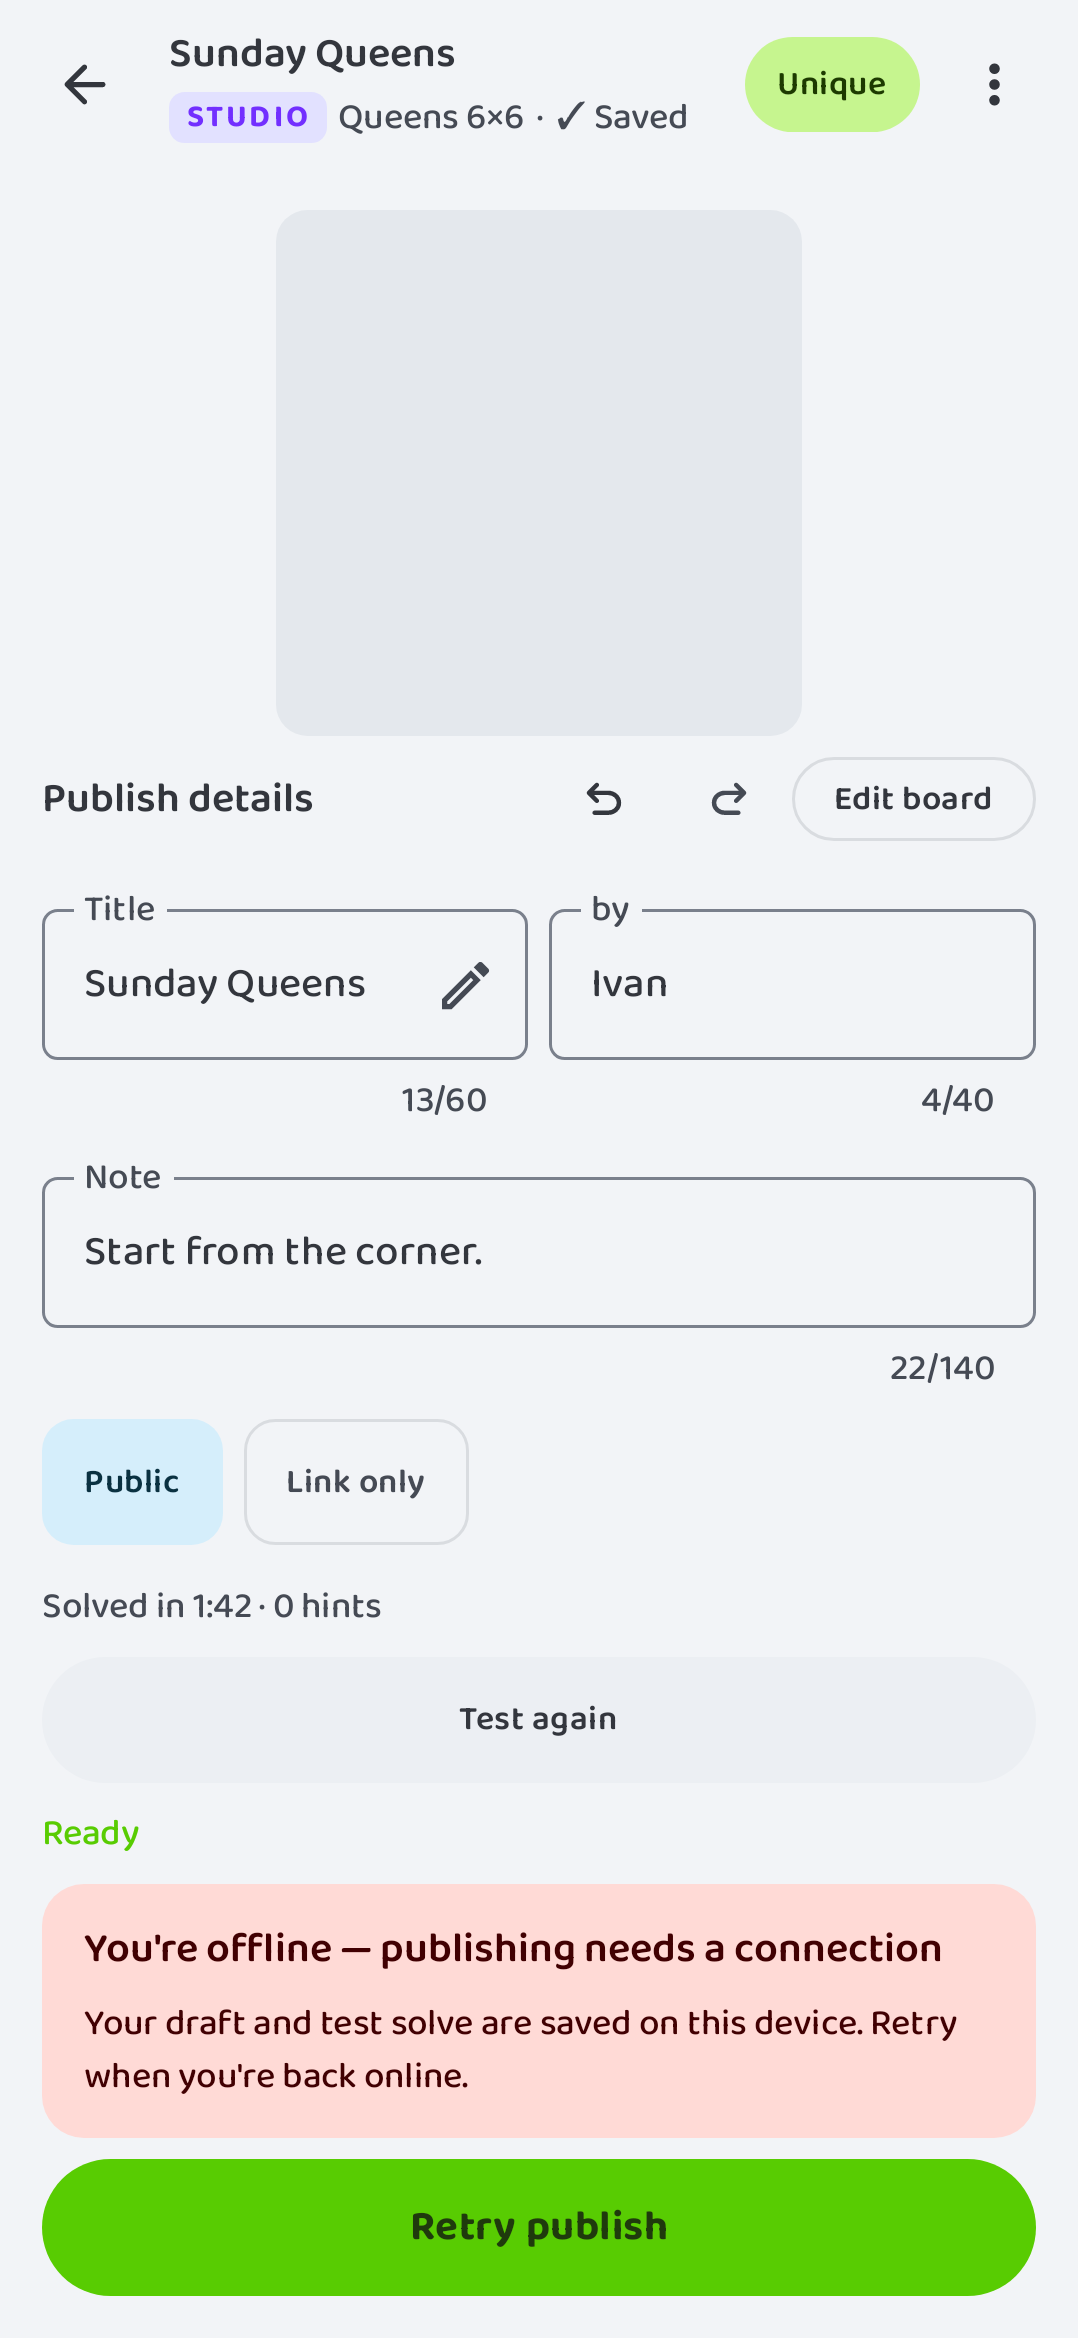 Sunday Queens
STUDIO Queens 6×6 · ✓ Saved
Unique
Publish details
Edit board
Title
Sunday Queens
13/60
by
Ivan
4/40
Note
Start from the corner.
22/140
Public
Link only
Solved in 1:42 · 0 hints
Test again
Ready
You're offline — publishing needs a connection
Your draft and test solve are saved on this device. Retry
when you're back online.
Retry publish